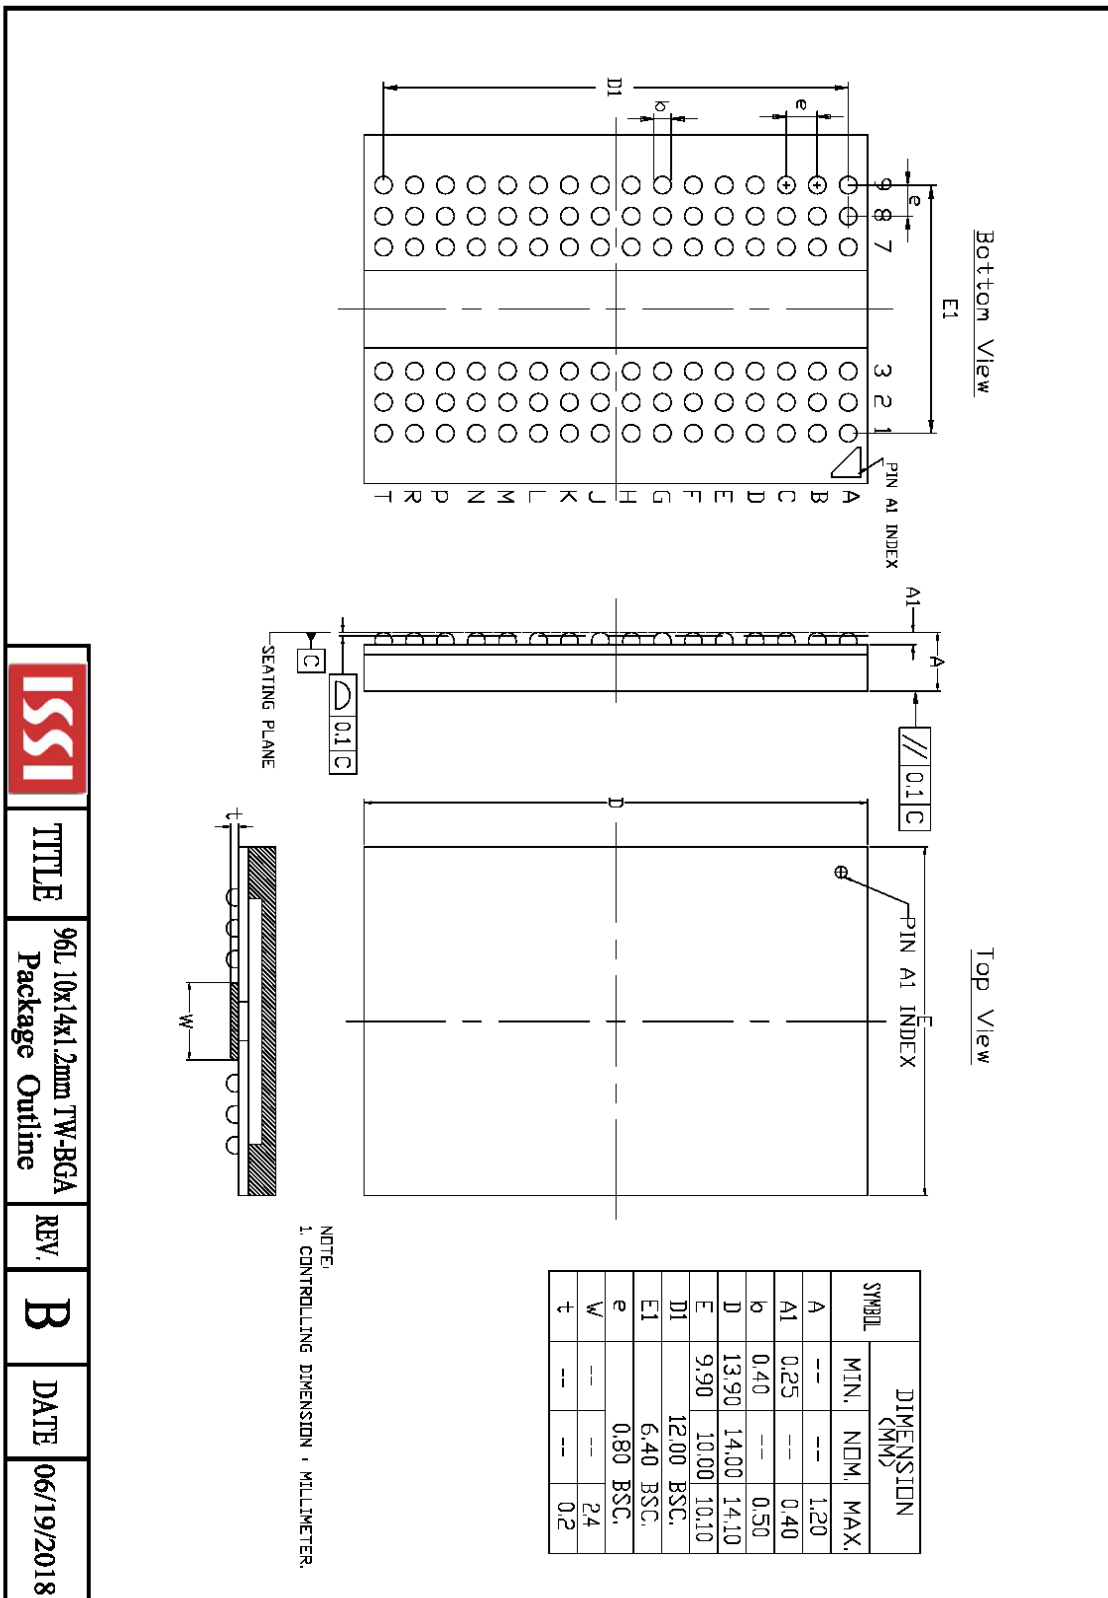 Top View
Bottom View
PIN A1 INDEX
E
D
E1
e
9 8 7 3 2 1
A
B
C
D
E
F
G
H
J
K
L
M
N
P
R
T
PIN A1 INDEX
e
b
D1
A1
A
// 0.1 C
0.1 C
C
SEATING PLANE
t
W
SYMBOL DIMENSION (MM)
MIN. NOM. MAX.
A -- -- 1.20
A1 0.25 -- 0.40
b 0.40 -- 0.50
D 13.90 14.00 14.10
E 9.90 10.00 10.10
D1 12.00 BSC.
E1 6.40 BSC.
e 0.80 BSC.
W -- -- 2.4
t -- -- 0.2
NOTE:
1. CONTROLLING DIMENSION : MILLIMETER.
ISSI
TITLE
96L 10x14x1.2mm TW-BGA
Package Outline
REV.
B
DATE
06/19/2018